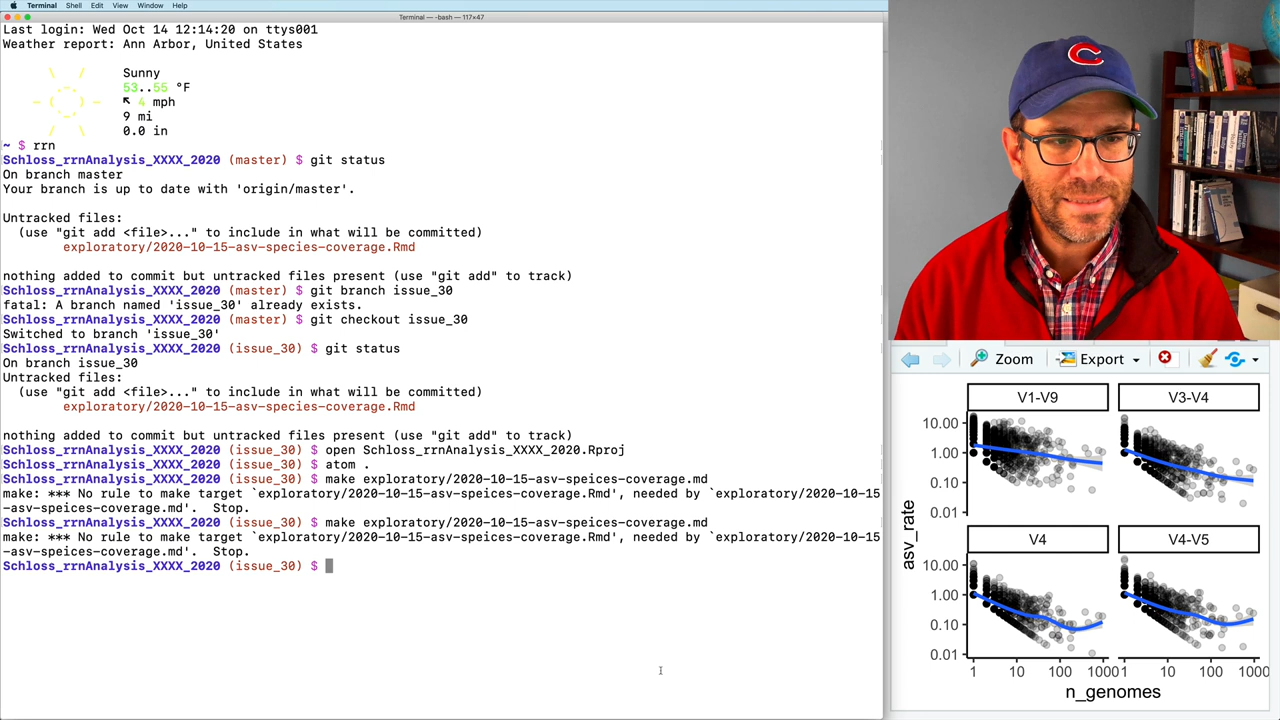 Terminal Shell Edit View Window Help
Terminal — -bash — 117×47
Last login: Wed Oct 14 12:14:20 on ttys001
Weather report: Ann Arbor, United States
Sunny
53..55 °F
↖ 4 mph
9 mi
0.0 in
~ $ rrn
Schloss_rrnAnalysis_XXXX_2020 (master) $ git status
On branch master
Your branch is up to date with 'origin/master'.
Untracked files:
(use "git add <file>..." to include in what will be committed)
exploratory/2020-10-15-asv-species-coverage.Rmd
nothing added to commit but untracked files present (use "git add" to track)
Schloss_rrnAnalysis_XXXX_2020 (master) $ git branch issue_30
fatal: A branch named 'issue_30' already exists.
Schloss_rrnAnalysis_XXXX_2020 (master) $ git checkout issue_30
Switched to branch 'issue_30'
Schloss_rrnAnalysis_XXXX_2020 (issue_30) $ git status
On branch issue_30
Untracked files:
(use "git add <file>..." to include in what will be committed)
exploratory/2020-10-15-asv-species-coverage.Rmd
nothing added to commit but untracked files present (use "git add" to track)
Schloss_rrnAnalysis_XXXX_2020 (issue_30) $ open Schloss_rrnAnalysis_XXXX_2020.Rproj
Schloss_rrnAnalysis_XXXX_2020 (issue_30) $ atom .
Schloss_rrnAnalysis_XXXX_2020 (issue_30) $ make exploratory/2020-10-15-asv-speices-coverage.md
make: *** No rule to make target `exploratory/2020-10-15-asv-speices-coverage.Rmd', needed by `exploratory/2020-10-15
-asv-speices-coverage.md'.  Stop.
Schloss_rrnAnalysis_XXXX_2020 (issue_30) $ make exploratory/2020-10-15-asv-speices-coverage.md
make: *** No rule to make target `exploratory/2020-10-15-asv-speices-coverage.Rmd', needed by `exploratory/2020-10-15
-asv-speices-coverage.md'.  Stop.
Schloss_rrnAnalysis_XXXX_2020 (issue_30) $
C
Zoom Export
V1-V9 V3-V4
10.00
1.00
0.10
0.01
asv_rate
V4 V4-V5
10.00
1.00
0.10
0.01
1 10 100 1000 1 10 100 1000
n_genomes